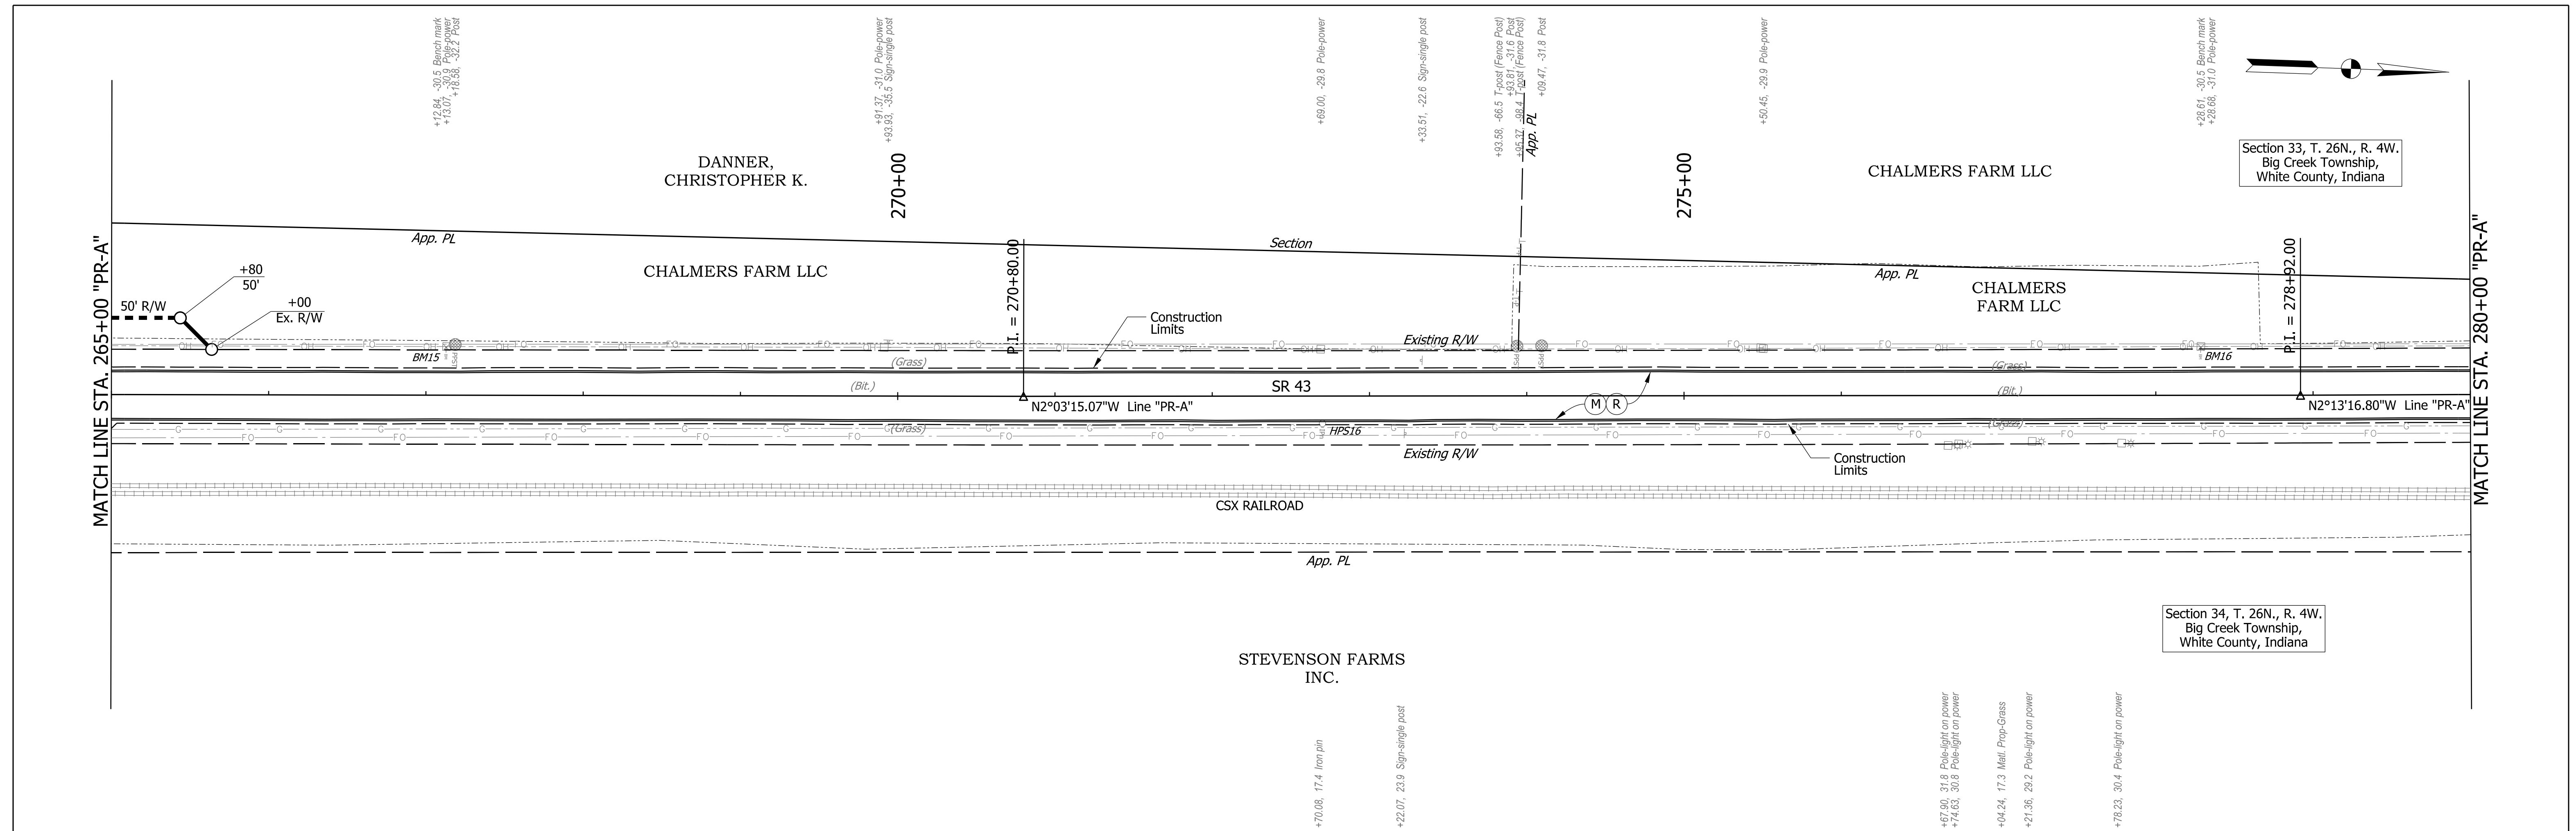 +12.84, -30.5 Bench mark
+13.07, -30.9 Pole-power
+18.58, -32.2 Post
+91.37, -31.0 Pole-power
+93.93, -35.5 Sign-single post
+69.00, -29.8 Pole-power
+33.51, -22.6 Sign-single post
+93.58, -66.5 T-post (Fence Post)
+93.81, -31.6 Post
+95.37, -98.4 T-post (Fence Post)
+09.47, -31.8 Post
+50.45, -29.9 Pole-power
+28.61, -30.5 Bench mark
+28.68, -31.0 Pole-power
App. PL
DANNER,
CHRISTOPHER K.
270+00
275+00
CHALMERS FARM LLC
Section 33, T. 26N., R. 4W.
Big Creek Township,
White County, Indiana
MATCH LINE STA. 265+00 "PR-A"
App. PL
Section
App. PL
CHALMERS FARM LLC
CHALMERS
FARM LLC
+80
50'
50' R/W
+00
Ex. R/W
P.I. = 270+80.00
P.I. = 278+92.00
Construction
Limits
Existing R/W
BM15
BM16
(Grass)
(Grass)
(Bit.)
SR 43
(Bit.)
N2°03'15.07"W Line "PR-A"
M
R
N2°13'16.80"W Line "PR-A"
(Grass)
HPS16
(Grass)
Existing R/W
Construction
Limits
CSX RAILROAD
App. PL
MATCH LINE STA. 280+00 "PR-A"
Section 34, T. 26N., R. 4W.
Big Creek Township,
White County, Indiana
STEVENSON FARMS
INC.
+70.08, 17.4 Iron pin
+22.07, 23.9 Sign-single post
+67.90, 31.8 Pole-light on power
+74.63, 30.8 Pole-light on power
+04.24, 17.3 Matl. Prop-Grass
+21.36, 29.2 Pole-light on power
+78.23, 30.4 Pole-light on power